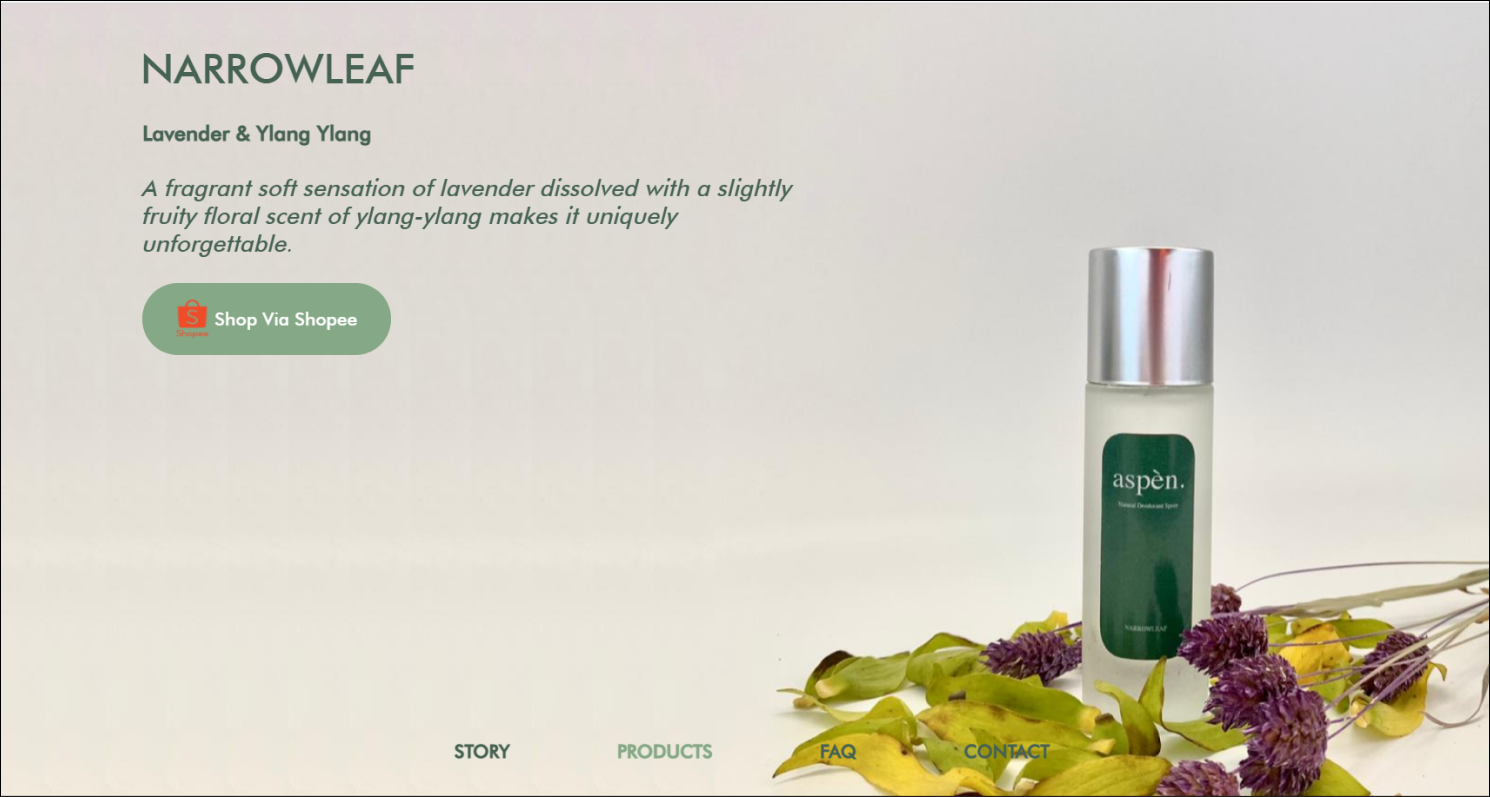 NARROWLEAF
Lavender & Ylang Ylang
A fragrant soft sensation of lavender dissolved with a slightly
fruity floral scent of ylang-ylang makes it uniquely
unforgettable.
Shopee
Shop Via Shopee
aspèn.
Natural Deodorant Spray
NARROWLEAF
STORY PRODUCTS FAQ CONTACT